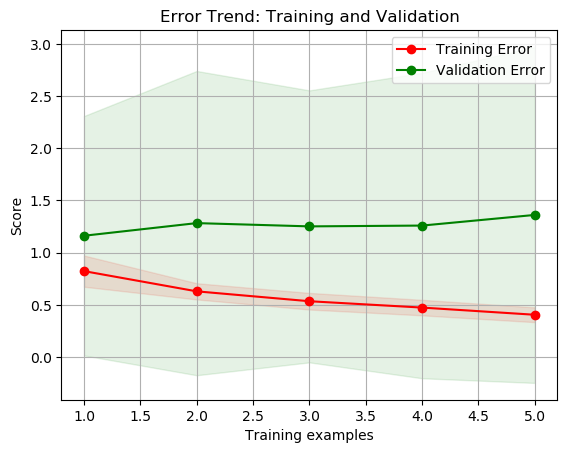 Error Trend: Training and Validation
Training Error
Validation Error
Score
3.0
2.5
2.0
1.5
1.0
0.5
0.0
1.0 1.5 2.0 2.5 3.0 3.5 4.0 4.5 5.0
Training examples